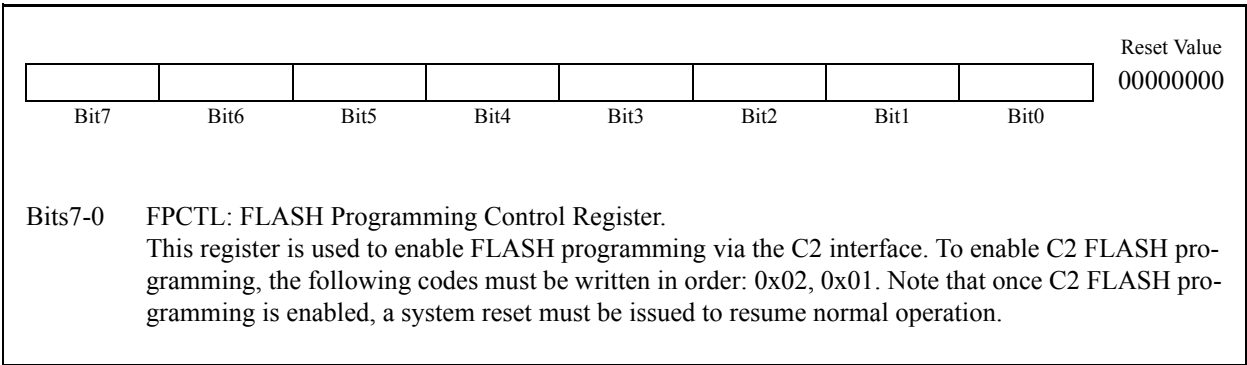 Reset Value
00000000
Bit7 Bit6 Bit5 Bit4 Bit3 Bit2 Bit1 Bit0
Bits7-0 FPCTL: FLASH Programming Control Register.
This register is used to enable FLASH programming via the C2 interface. To enable C2 FLASH pro-
gramming, the following codes must be written in order: 0x02, 0x01. Note that once C2 FLASH pro-
gramming is enabled, a system reset must be issued to resume normal operation.